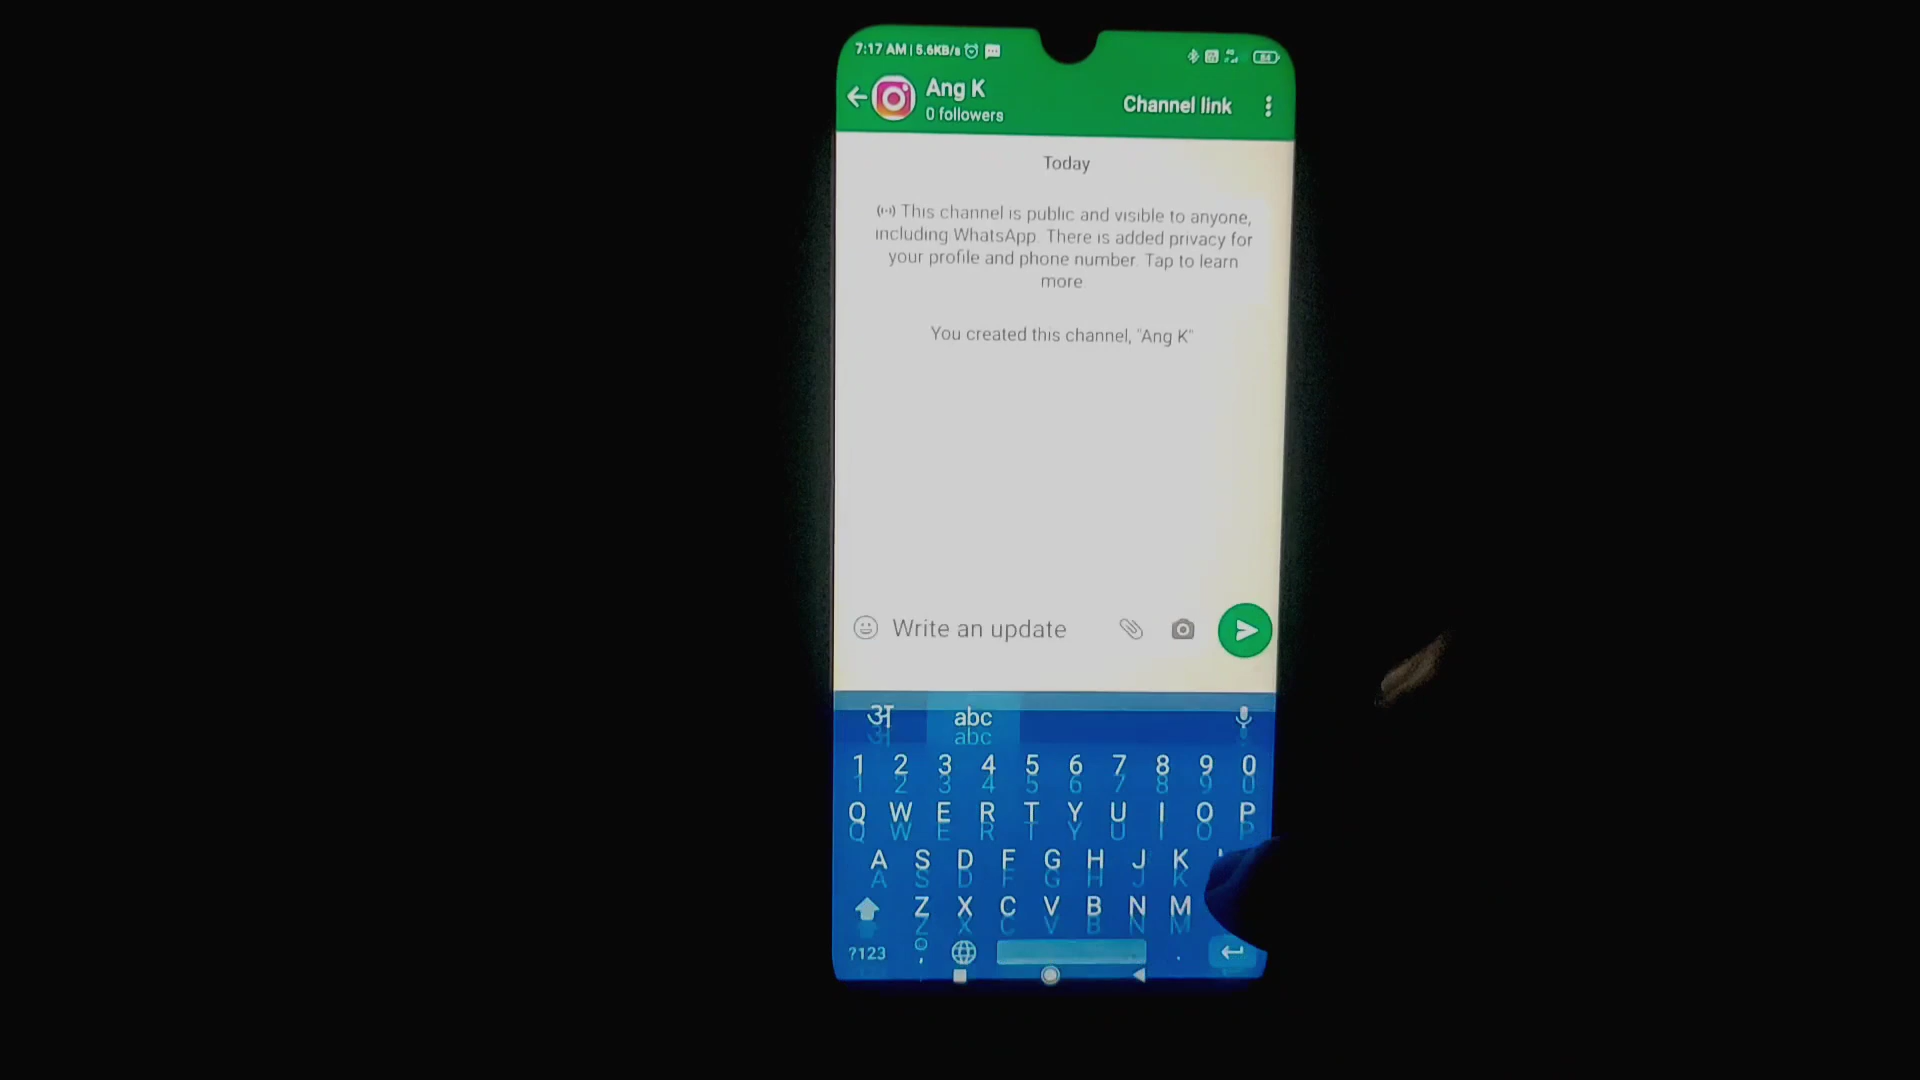 7:17 AM | 5.6KB/s
84
Ang K
0 followers
Channel link
Today
This channel is public and visible to anyone,
including WhatsApp. There is added privacy for
your profile and phone number. Tap to learn
more
You created this channel, "Ang K"
Write an update
अ abc
1 2 3 4 5 6 7 8 9 0
Q W E R T Y U I O P
A S D F G H J K
Z X C V B N M
?123 , .